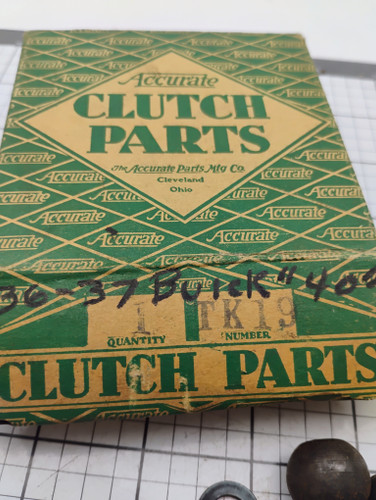 Accurate
CLUTCH
PARTS
The Accurate Parts Mfg Co.
Cleveland
Ohio
36-37 Buick "40"
1 TK19
QUANTITY NUMBER
CLUTCH PARTS